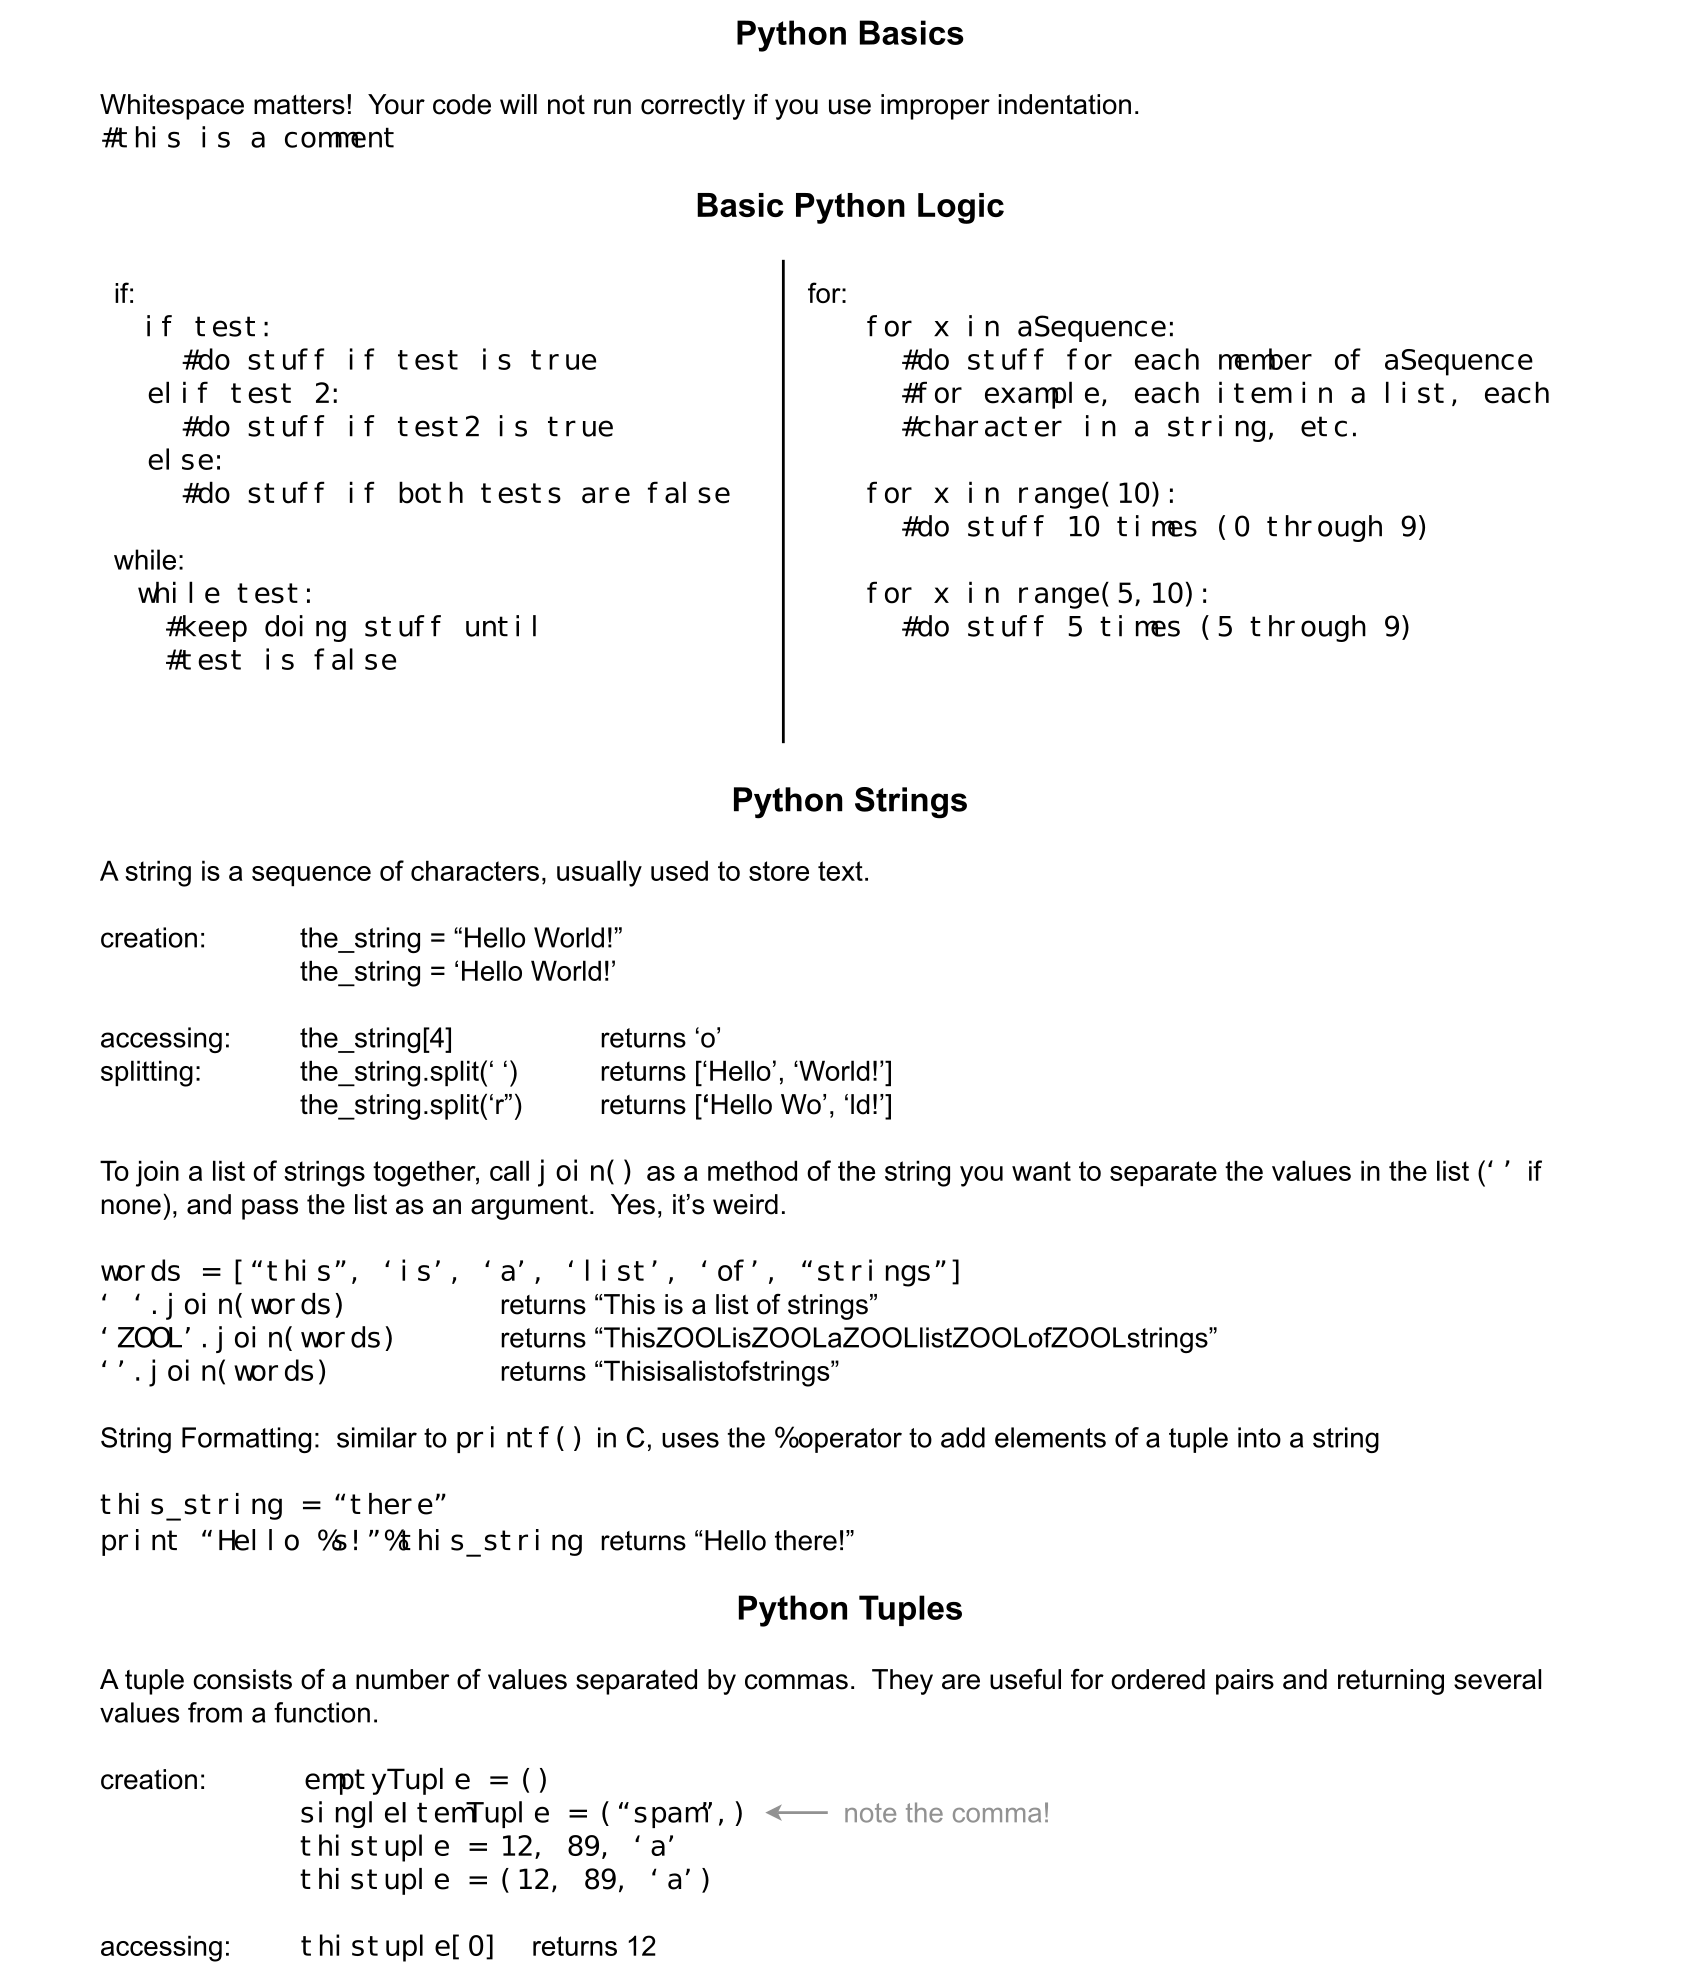 Python Basics
Whitespace matters!  Your code will not run correctly if you use improper indentation.
#this is a comment
Basic Python Logic
if:
if test:
#do stuff if test is true
elif test 2:
#do stuff if test2 is true
else:
#do stuff if both tests are false
while:
while test:
#keep doing stuff until
#test is false
for:
for x in aSequence:
#do stuff for each member of aSequence
#for example, each item in a list, each
#character in a string, etc.
for x in range(10):
#do stuff 10 times (0 through 9)
for x in range(5,10):
#do stuff 5 times (5 through 9)
Python Strings
A string is a sequence of characters, usually used to store text.
creation: the_string = “Hello World!”
the_string = ‘Hello World!’
accessing: the_string[4] returns ‘o’
splitting: the_string.split(‘ ‘) returns [‘Hello’, ‘World!’]
the_string.split(‘r”) returns [‘Hello Wo’, ‘ld!’]
To join a list of strings together, call join() as a method of the string you want to separate the values in the list (‘’ if
none), and pass the list as an argument.  Yes, it’s weird.
words = [“this”, ‘is’, ‘a’, ‘list’, ‘of’, “strings”]
‘ ‘.join(words) returns “This is a list of strings”
‘ZOOL’.join(words) returns “ThisZOOLisZOOLaZOOLlistZOOLofZOOLstrings”
‘’.join(words) returns “Thisisalistofstrings”
String Formatting:  similar to printf() in C, uses the % operator to add elements of a tuple into a string
this_string = “there”
print “Hello %s!”%this_string returns “Hello there!”
Python Tuples
A tuple consists of a number of values separated by commas.  They are useful for ordered pairs and returning several
values from a function.
creation: emptyTuple = ()
singleItemTuple = (“spam”,) note the comma!
thistuple = 12, 89, ‘a’
thistuple = (12, 89, ‘a’)
accessing: thistuple[0] returns 12